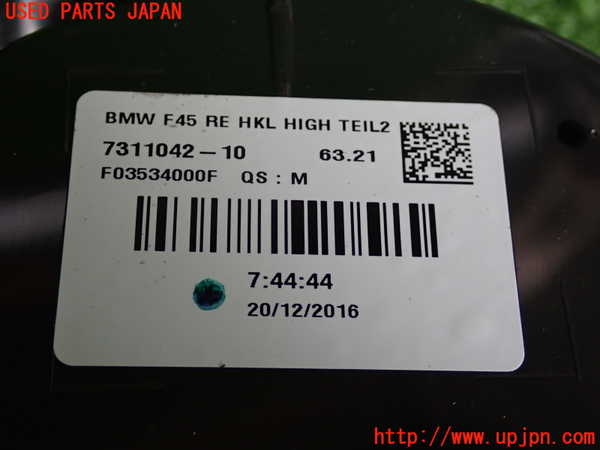 USED PARTS JAPAN
BMW F45 RE HKL HIGH TEIL2
7311042-10 63.21
F03534000F QS : M
7:44:44
20/12/2016
http://www.upjpn.com/